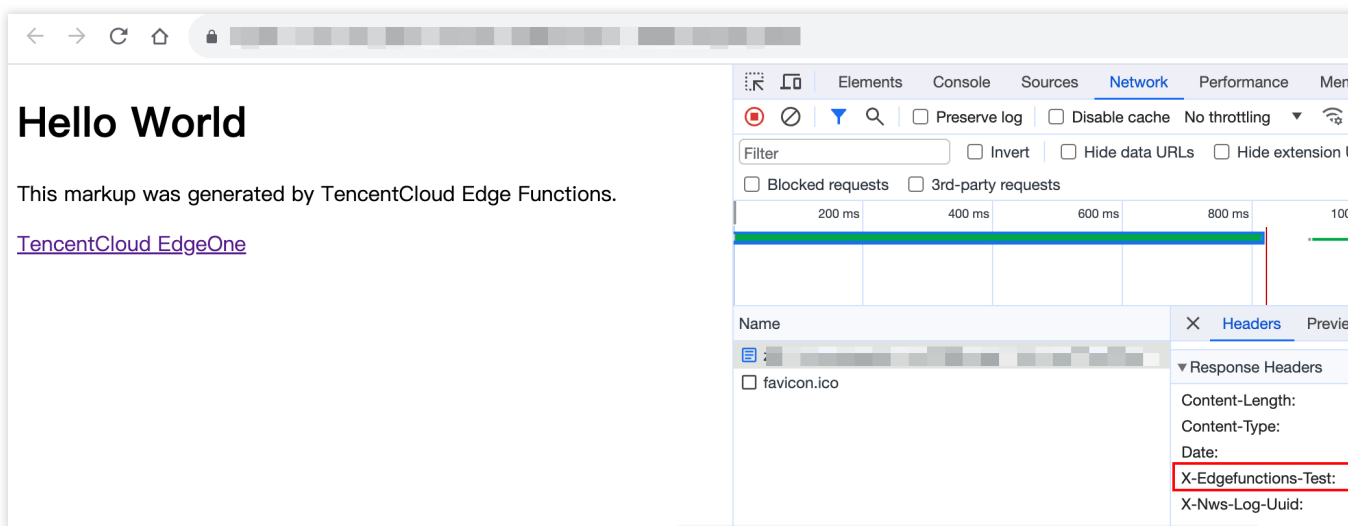 Hello World
This markup was generated by TencentCloud Edge Functions.
TencentCloud EdgeOne
Elements Console Sources Network Performance
Preserve log Disable cache No throttling
Filter Invert Hide data URLs Hide extension
Blocked requests 3rd-party requests
200 ms 400 ms 600 ms 800 ms
Name
favicon.ico
Headers
Response Headers
Content-Length:
Content-Type:
Date:
X-Edgefunctions-Test:
X-Nws-Log-Uuid: